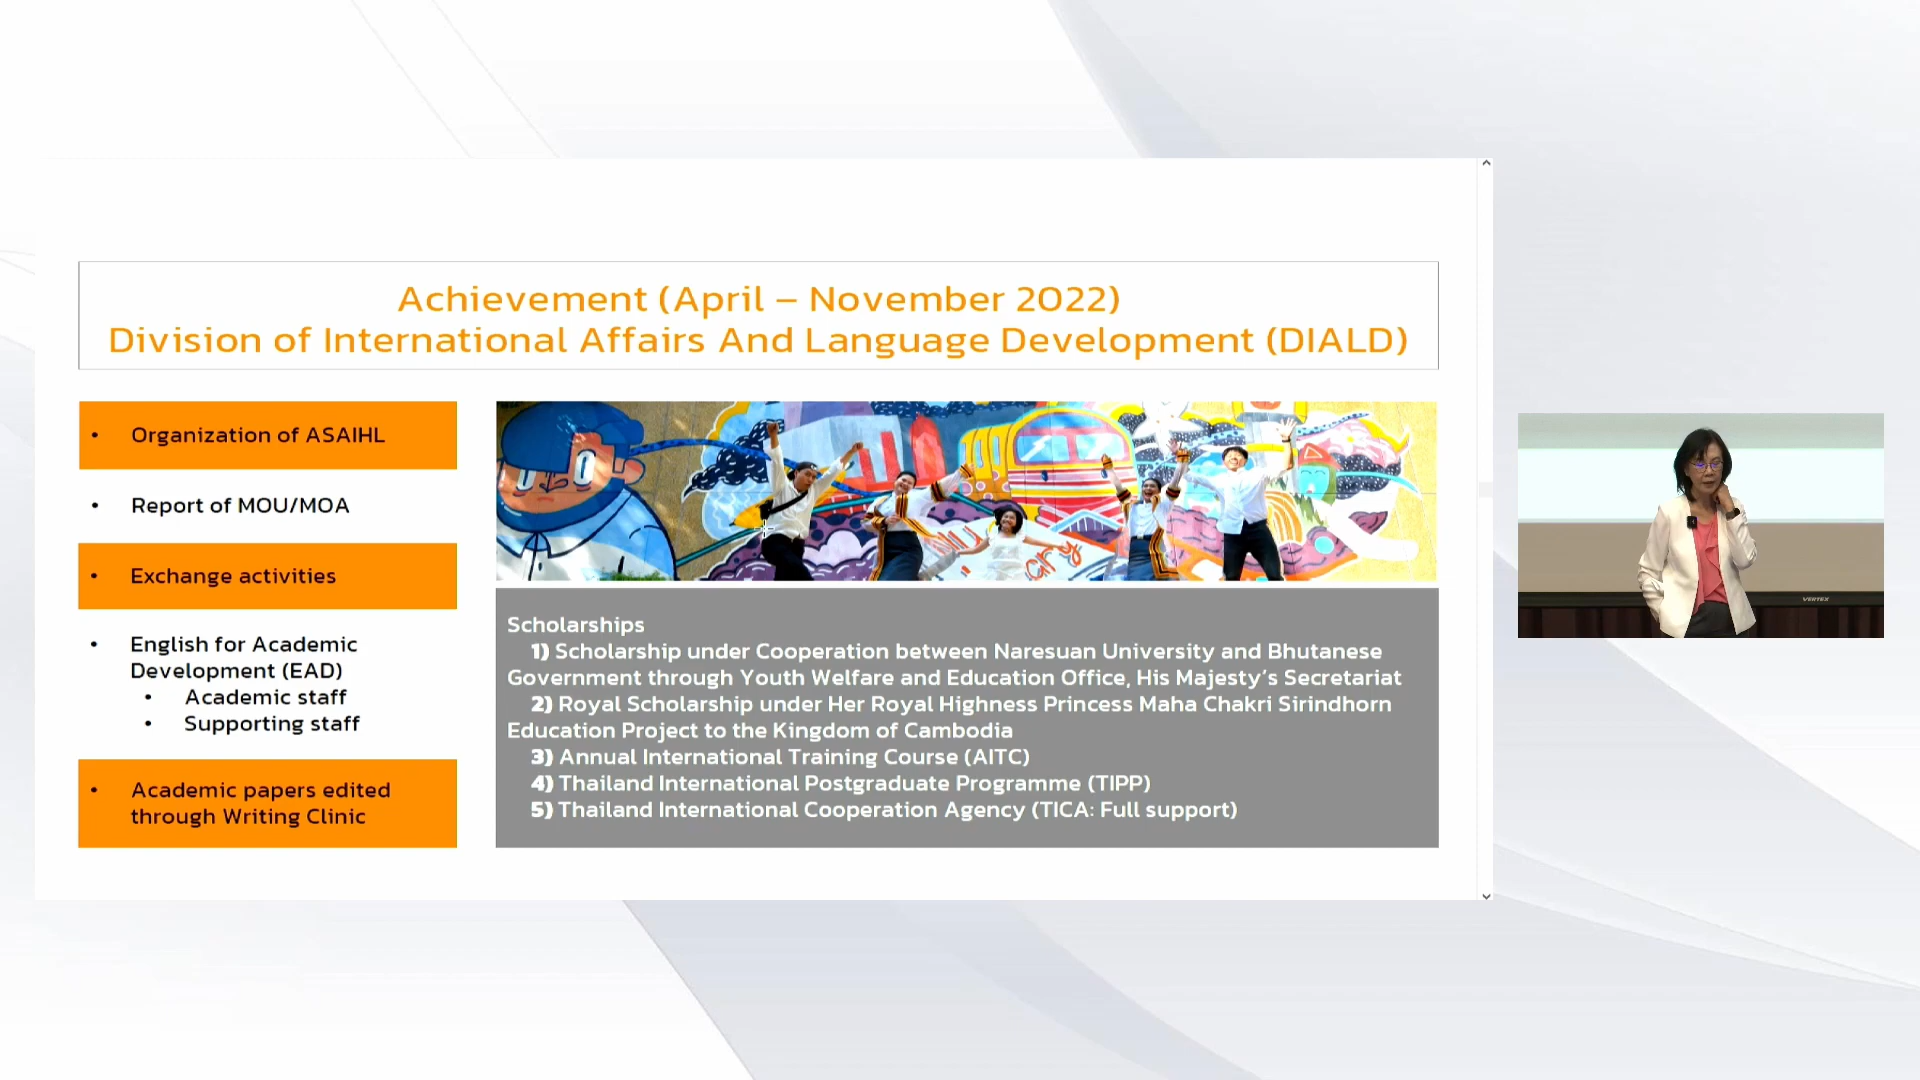 Achievement (April – November 2022)
Division of International Affairs And Language Development (DIALD)
• Organization of ASAIHL
• Report of MOU/MOA
• Exchange activities
• English for Academic
Development (EAD)
• Academic staff
• Supporting staff
• Academic papers edited
through Writing Clinic
Scholarships
1) Scholarship under Cooperation between Naresuan University and Bhutanese
Government through Youth Welfare and Education Office, His Majesty's Secretariat
2) Royal Scholarship under Her Royal Highness Princess Maha Chakri Sirindhorn
Education Project to the Kingdom of Cambodia
3) Annual International Training Course (AITC)
4) Thailand International Postgraduate Programme (TIPP)
5) Thailand International Cooperation Agency (TICA: Full support)
VERTEX